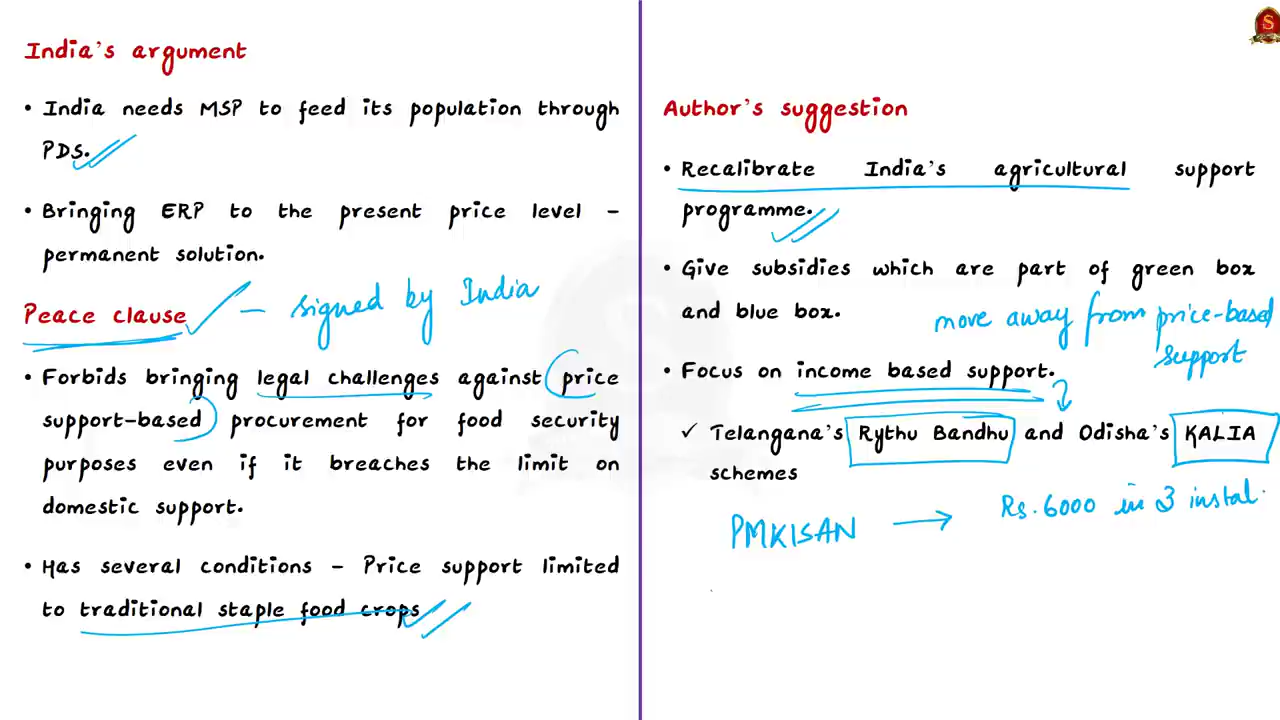 India's argument
• India needs MSP to feed its population through
PDS.
• Bringing ERP to the present price level –
permanent solution.
Peace clause – signed by India
• Forbids bringing legal challenges against price
support-based procurement for food security
purposes even if it breaches the limit on
domestic support.
• Has several conditions – Price support limited
to traditional staple food crops
S
Author's suggestion
• Recalibrate India's agricultural support
programme.
• Give subsidies which are part of green box
and blue box.
move away from price-based
support
• Focus on income based support.
✓ Telangana's Rythu Bandhu and Odisha's KALIA
schemes
PMKISAN → Rs.6000 in 3 instal.